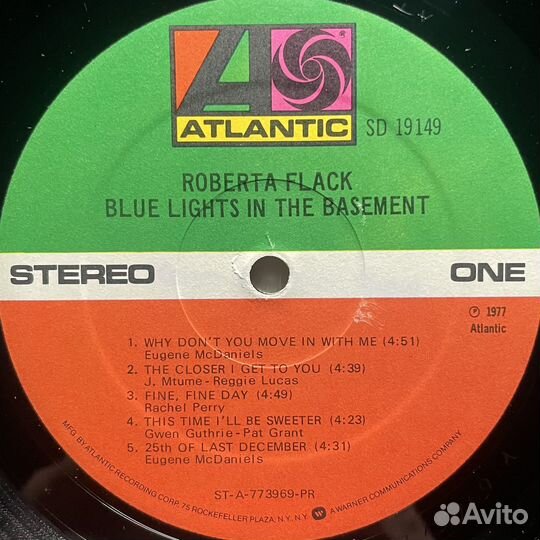 ATLANTIC
SD 19149
ROBERTA FLACK
BLUE LIGHTS IN THE BASEMENT
STEREO ONE
℗ 1977
Atlantic
1. WHY DON'T YOU MOVE IN WITH ME (4:51)
Eugene McDaniels
2. THE CLOSER I GET TO YOU (4:39)
J. Mtume - Reggie Lucas
3. FINE, FINE DAY (4:49)
Rachel Perry
4. THIS TIME I'LL BE SWEETER (4:23)
Gwen Guthrie - Pat Grant
5. 25th OF LAST DECEMBER (4:31)
Eugene McDaniels
ST-A-773969-PR
MFG. BY ATLANTIC RECORDING CORP. 75 ROCKEFELLER PLAZA, N.Y. N.Y. A WARNER COMMUNICATIONS COMPANY
Avito